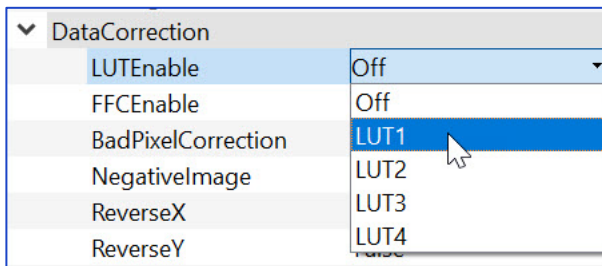 DataCorrection
LUTEnable Off
FFCEnable Off
BadPixelCorrection LUT1
NegativeImage LUT2
ReverseX LUT3
ReverseY LUT4